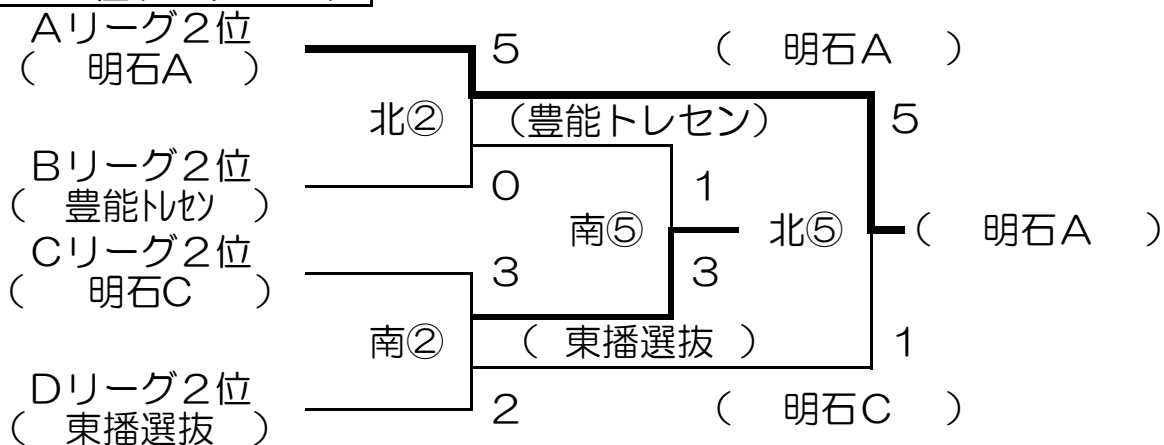 Aリーグ2位
( 明石A )
5
( 明石A )
北②
(豊能トレセン)
5
Bリーグ2位
( 豊能ﾄﾚｾﾝ )
0
1
南⑤
北⑤
( 明石A )
Cリーグ2位
( 明石C )
3
3
南②
( 東播選抜 )
1
Dリーグ2位
( 東播選抜 )
2
( 明石C )